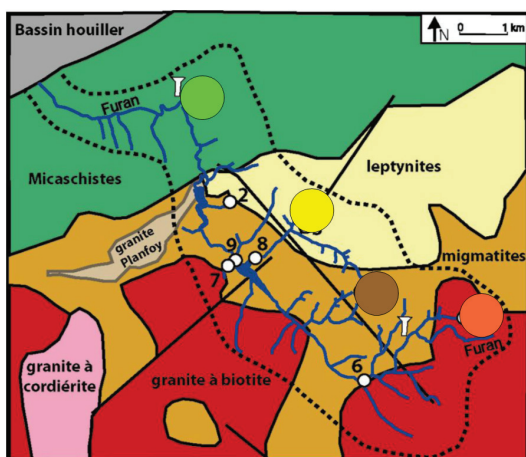 Bassin houiller
N
0 1 km
Furan
Micaschistes
leptynites
granite
Planfoy
2
migmatites
9
8
7
granite à
cordiérite
granite à biotite
6
Furan